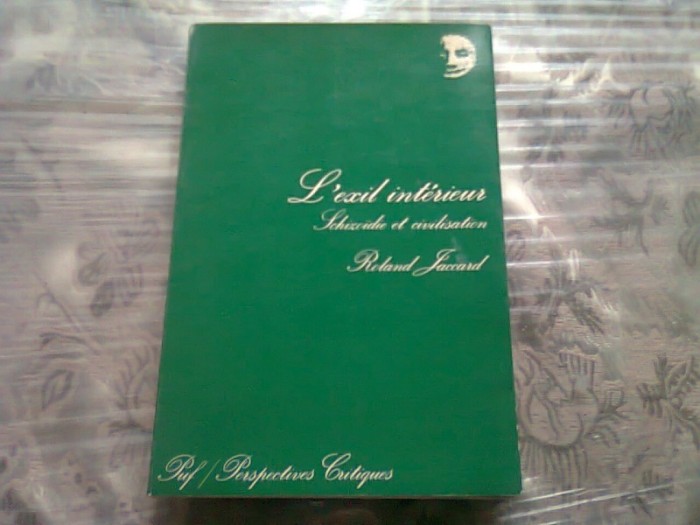 L'exil intérieur
Schizoïdie et civilisation
Roland Jaccard
Puf / Perspectives Critiques